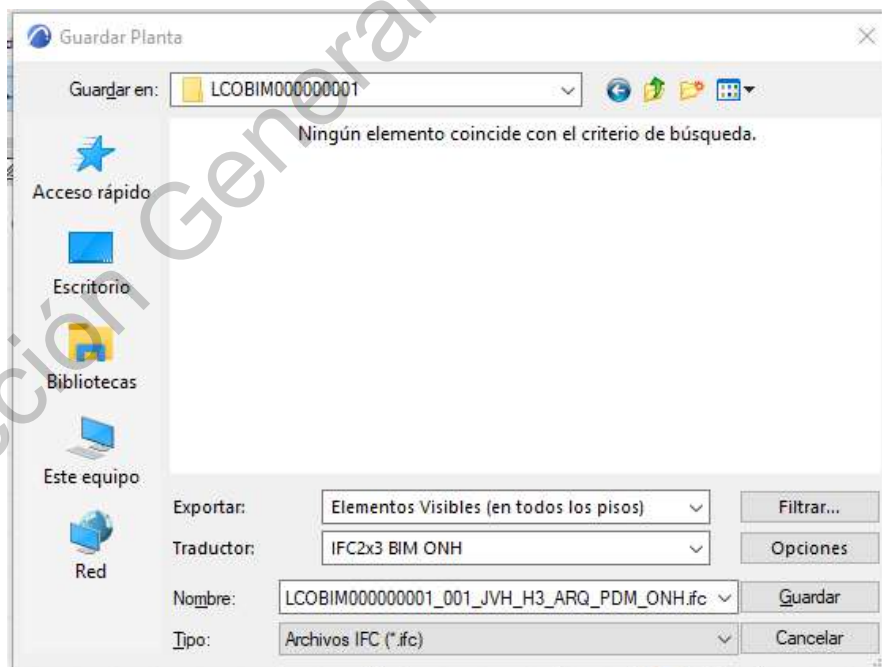 Guardar Planta
Guardar en: LCOBIM000000001
Ningún elemento coincide con el criterio de búsqueda.
Acceso rápido
Escritorio
Bibliotecas
Este equipo
Red
Exportar: Elementos Visibles (en todos los pisos) Filtrar...
Traductor: IFC2x3 BIM ONH Opciones
Nombre: LCOBIM000000001_001_JVH_H3_ARQ_PDM_ONH.ifc Guardar
Tipo: Archivos IFC (*.ifc) Cancelar
ción General